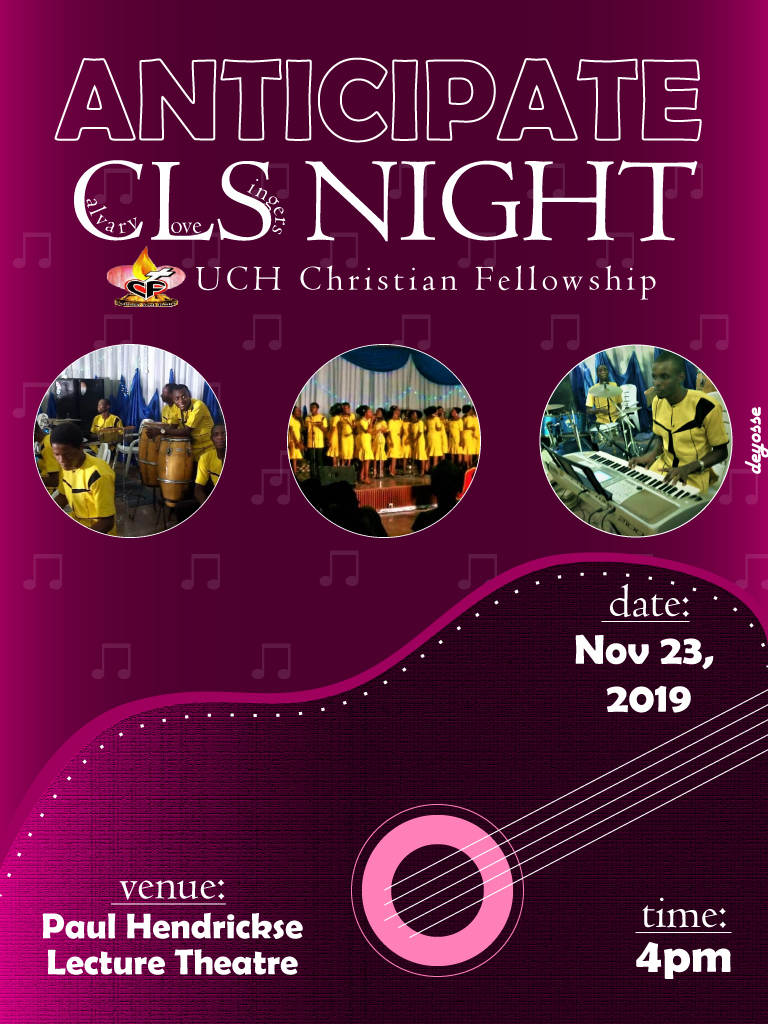 ANTICIPATE
CLS NIGHT
alvary ove ingers
UCH Christian Fellowship
CF
deyosse
date:
Nov 23,
2019
venue:
Paul Hendrickse
Lecture Theatre
time:
4pm